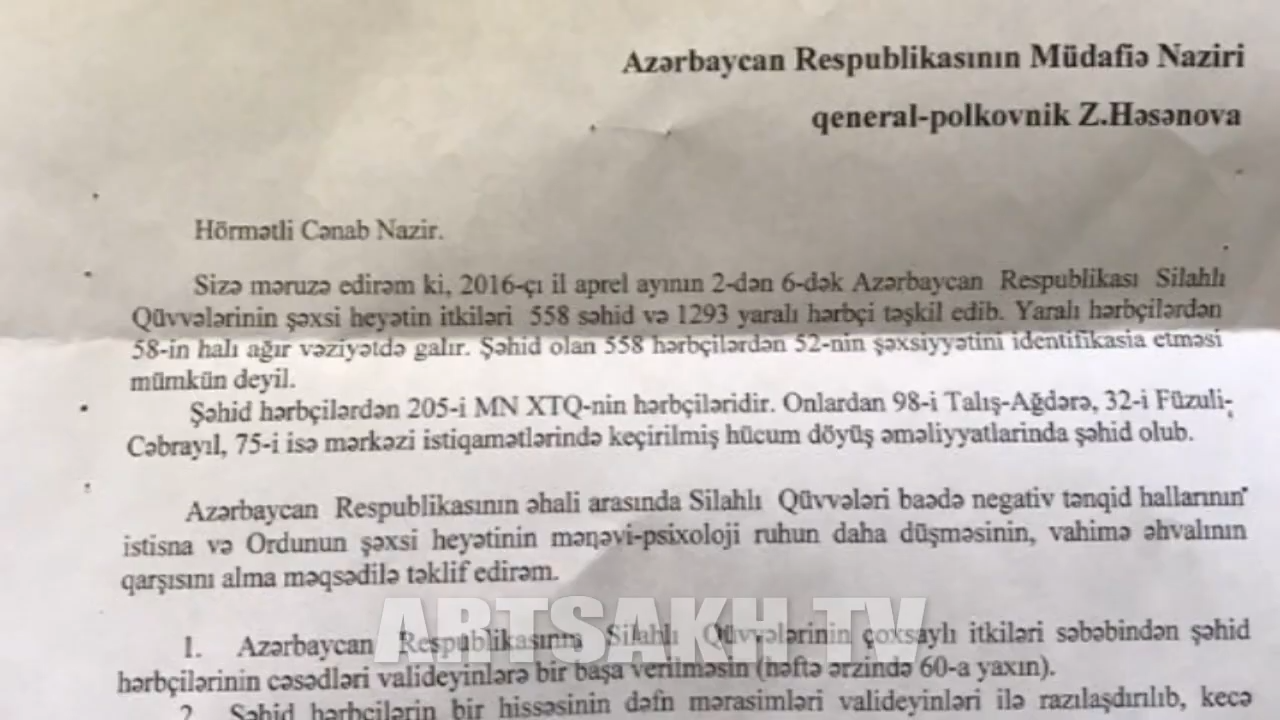 Azərbaycan Respublikasının Müdafiə Naziri
qeneral-polkovnik Z.Həsənova
Hörmətli Cənab Nazir.
Sizə məruzə edirəm ki, 2016-çı il aprel ayının 2-dən 6-dək Azərbaycan Respublikası Silahlı
Qüvvələrinin şəxsi heyətin itkiləri 558 səhid və 1293 yaralı hərbçi təşkil edib. Yaralı hərbçilərdən
58-in halı ağır vəziyətdə galır. Şəhid olan 558 hərbçilərdən 52-nin şəxsiyyətini identifikasia etməsi
mümkün deyil.
Şəhid hərbçilərdən 205-i MN XTQ-nin hərbçiləridir. Onlardan 98-i Talış-Ağdərə, 32-i Füzuli-
Cəbrayıl, 75-i isə mərkəzi istiqamətlərində keçirilmiş hücum döyüş əməliyyatlarinda şəhid olub.
Azərbaycan Respublikasının əhali arasında Silahlı Qüvvələri baədə negativ tənqid hallarının
istisna və Ordunun şəxsi heyətinin mənəvi-psixoloji ruhun daha düşməsinin, vahimə əhvalının
qarşısını alma məqsədilə təklif edirəm.
ARTSAKH TV
1. Azərbaycan Respublikasının Silahlı Qüvvələrinin çoxsaylı itkiləri səbəbindən şəhid
hərbçilərinin cəsədləri valideyinlərə bir başa verilməsin (həftə ərzində 60-a yaxın).
2. Şəhid hərbçilərin bir hissəsinin dəfn mərasimləri valideyinləri ilə razılaşdırılıb, kecə